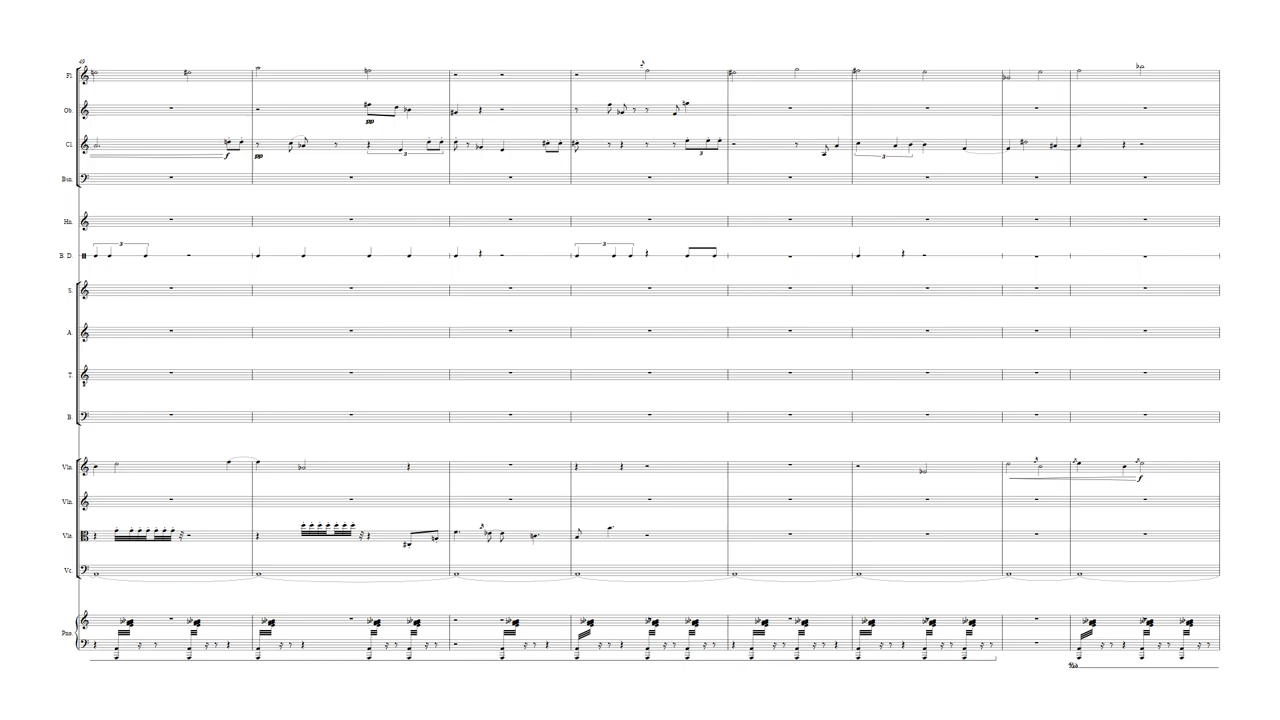 49
Fl.
Ob.
pp
Cl.
f pp 3 3 3
Bsn.
Hn.
B. D.
3 3
S.
A.
T.
B.
Vln.
f
Vln.
Vla.
Vc.
Pno.